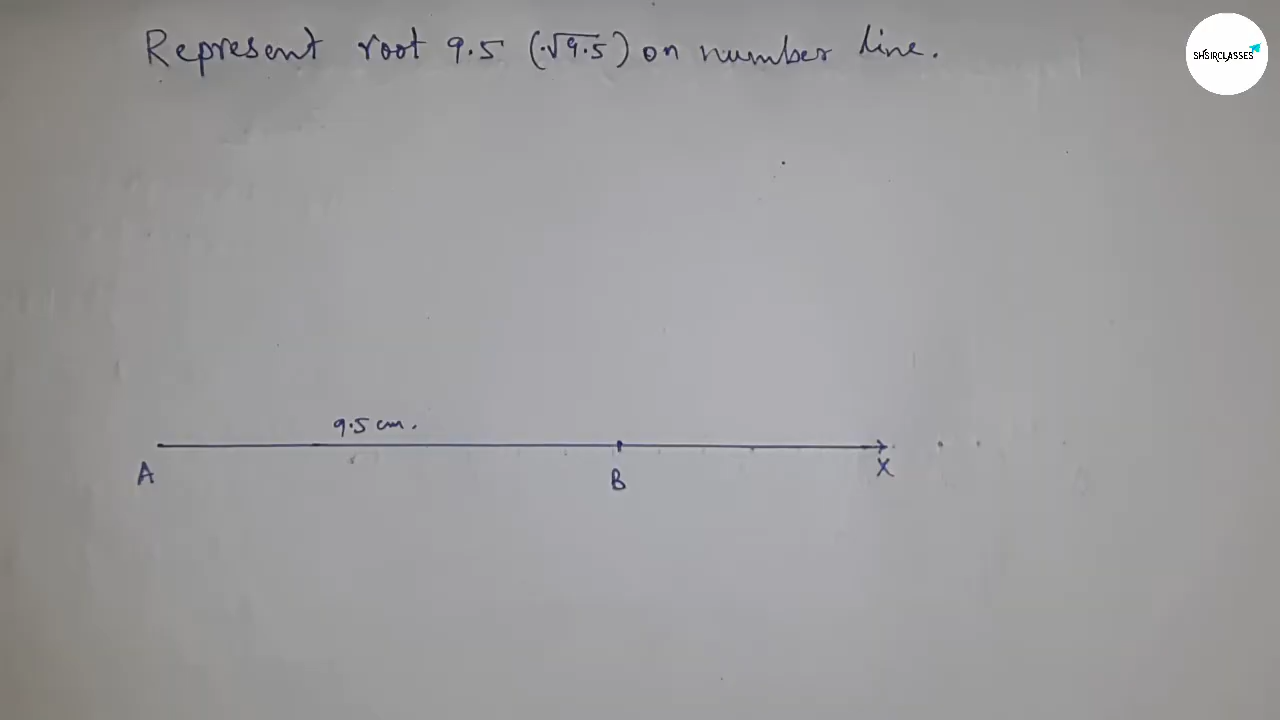 Represent root 9.5 (√9.5) on number line.
SHSIRCLASSES
9.5 cm.
A
B
X